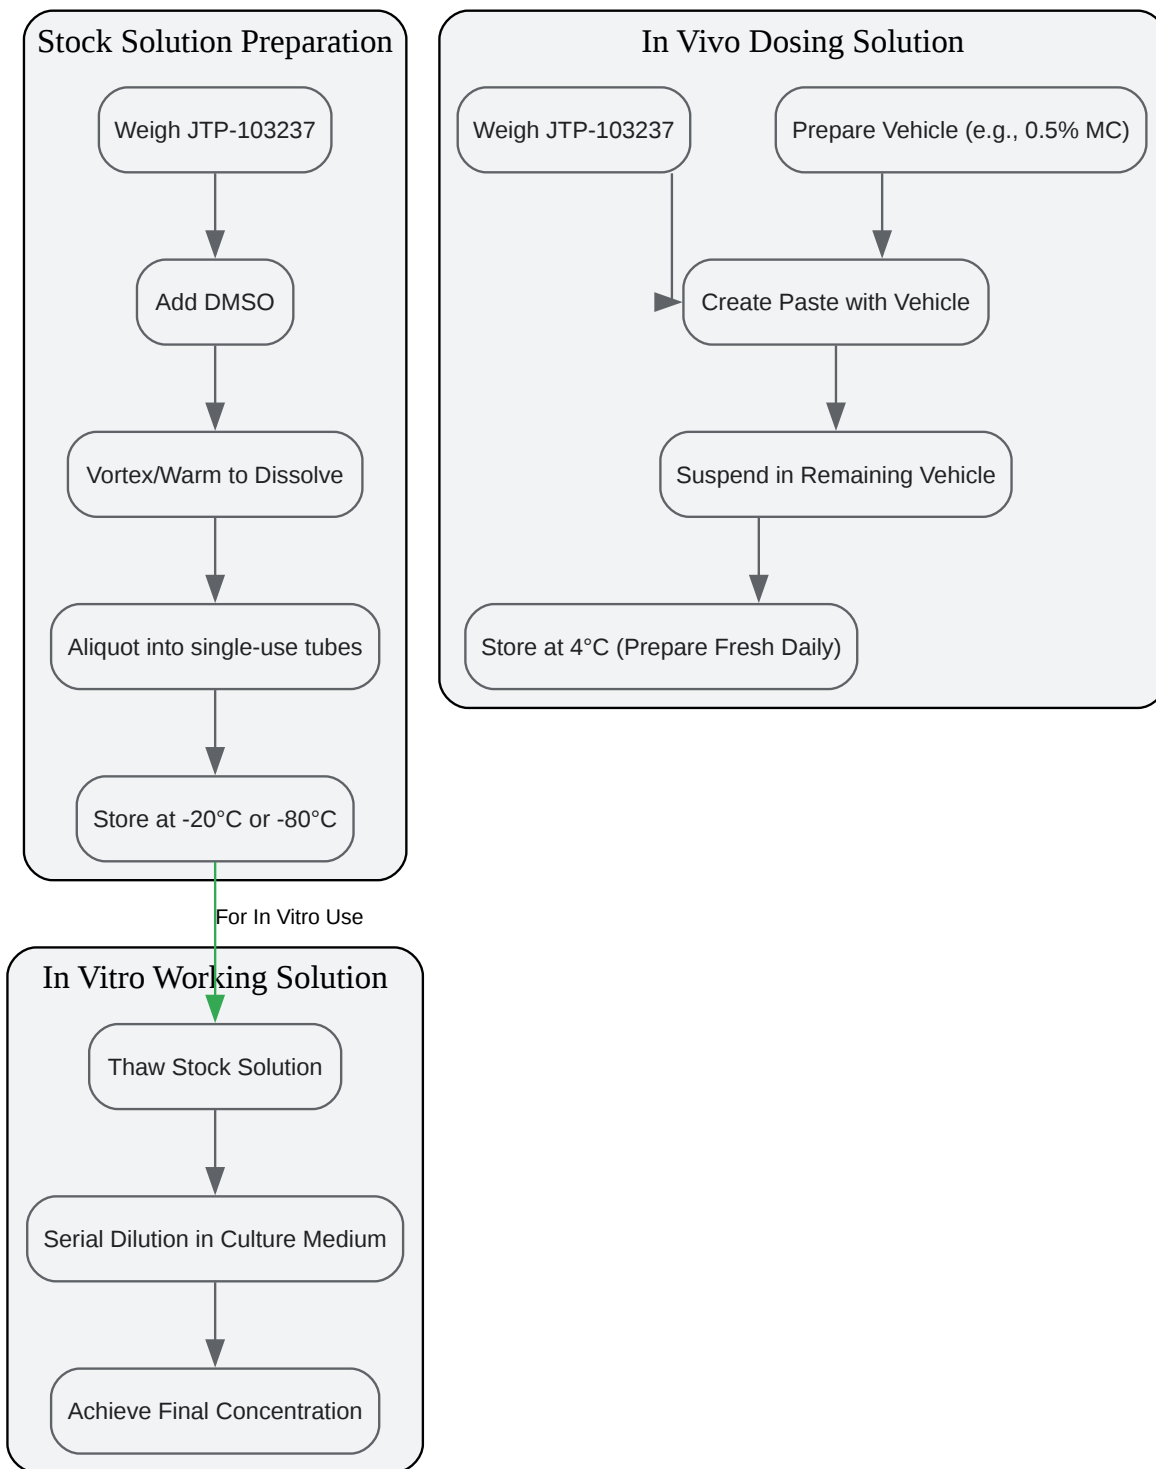 Stock Solution Preparation
Weigh JTP-103237
Add DMSO
Vortex/Warm to Dissolve
Aliquot into single-use tubes
Store at -20°C or -80°C
For In Vitro Use
In Vitro Working Solution
Thaw Stock Solution
Serial Dilution in Culture Medium
Achieve Final Concentration
In Vivo Dosing Solution
Weigh JTP-103237
Prepare Vehicle (e.g., 0.5% MC)
Create Paste with Vehicle
Suspend in Remaining Vehicle
Store at 4°C (Prepare Fresh Daily)